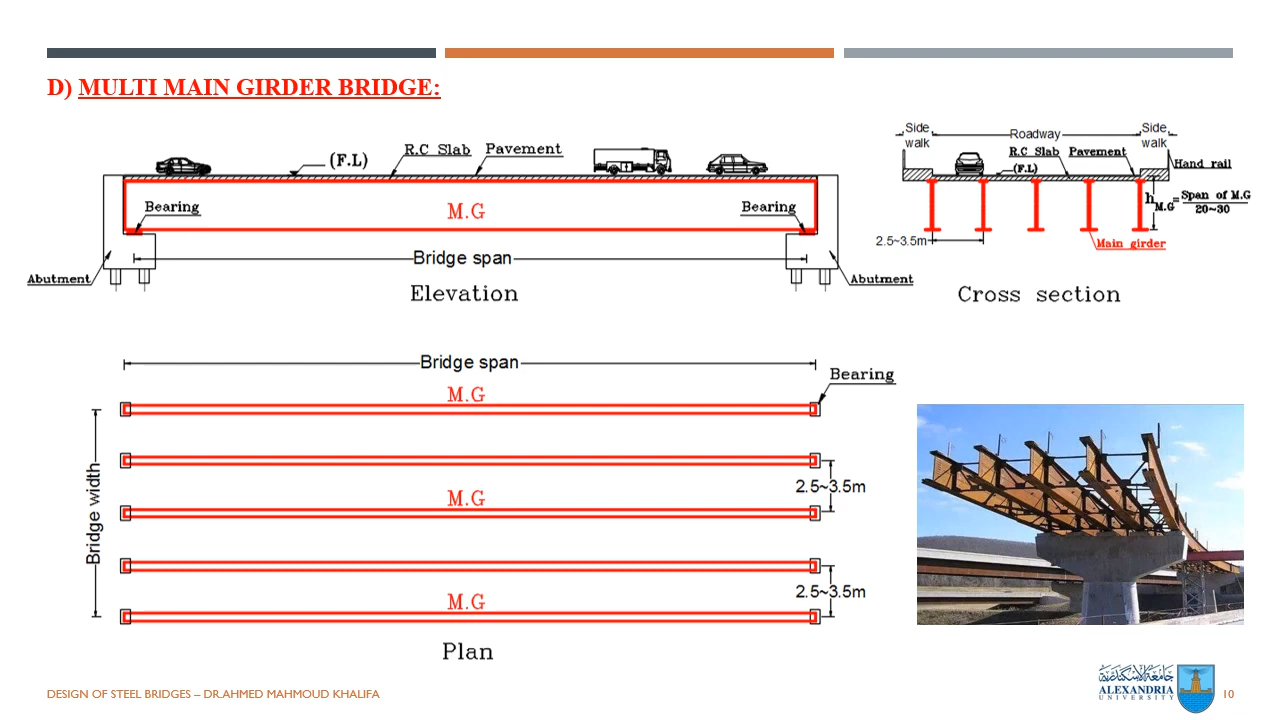 D) MULTI MAIN GIRDER BRIDGE:
(F.L)
R.C Slab
Pavement
Bearing
M.G
Bearing
Bridge span
Abutment
Abutment
Elevation
Side
walk
Roadway
Side
walk
R.C Slab
Pavement
(F.L)
Hand rail
hM.G = Span of M.G
20~30
2.5~3.5m
Main girder
Cross section
Bridge span
Bearing
M.G
Bridge width
2.5~3.5m
M.G
2.5~3.5m
M.G
Plan
DESIGN OF STEEL BRIDGES – DR.AHMED MAHMOUD KHALIFA
جامعة الإسكندرية
ALEXANDRIA
UNIVERSITY
10